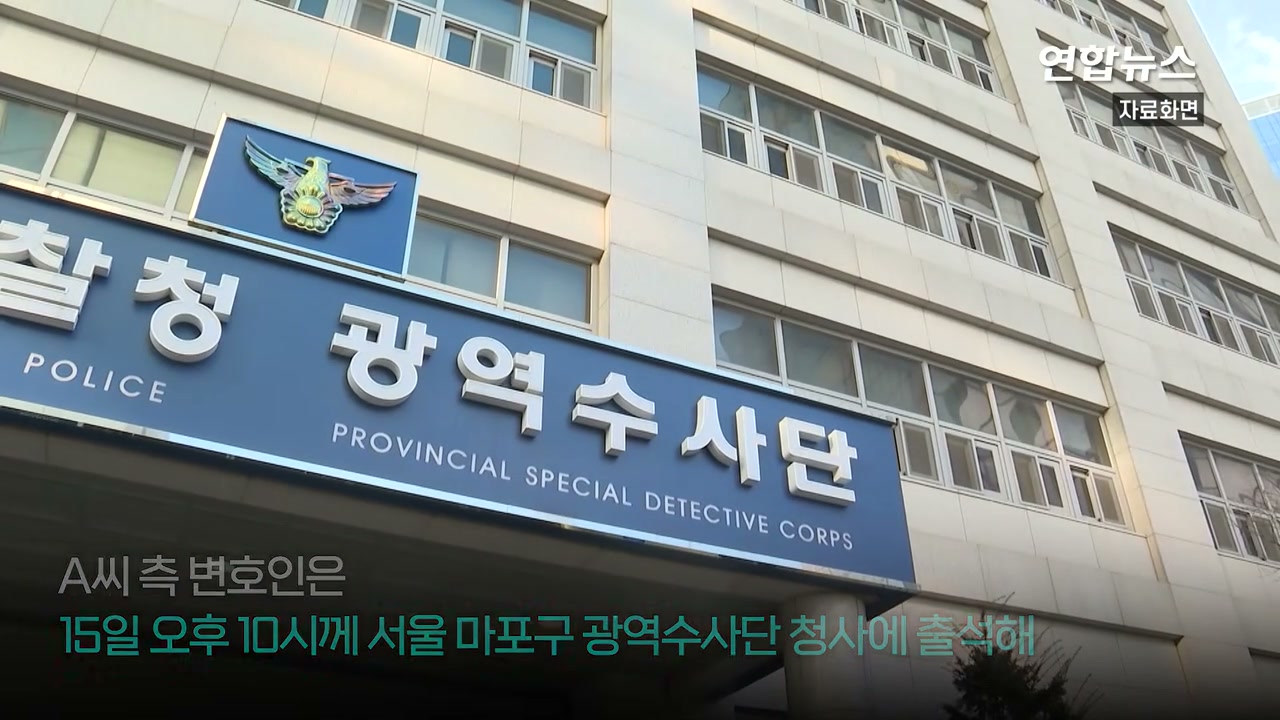 연합뉴스
자료화면
찰청 광역수사단
POLICE
PROVINCIAL SPECIAL DETECTIVE CORPS
A씨 측 변호인은
15일 오후 10시께 서울 마포구 광역수사단 청사에 출석해